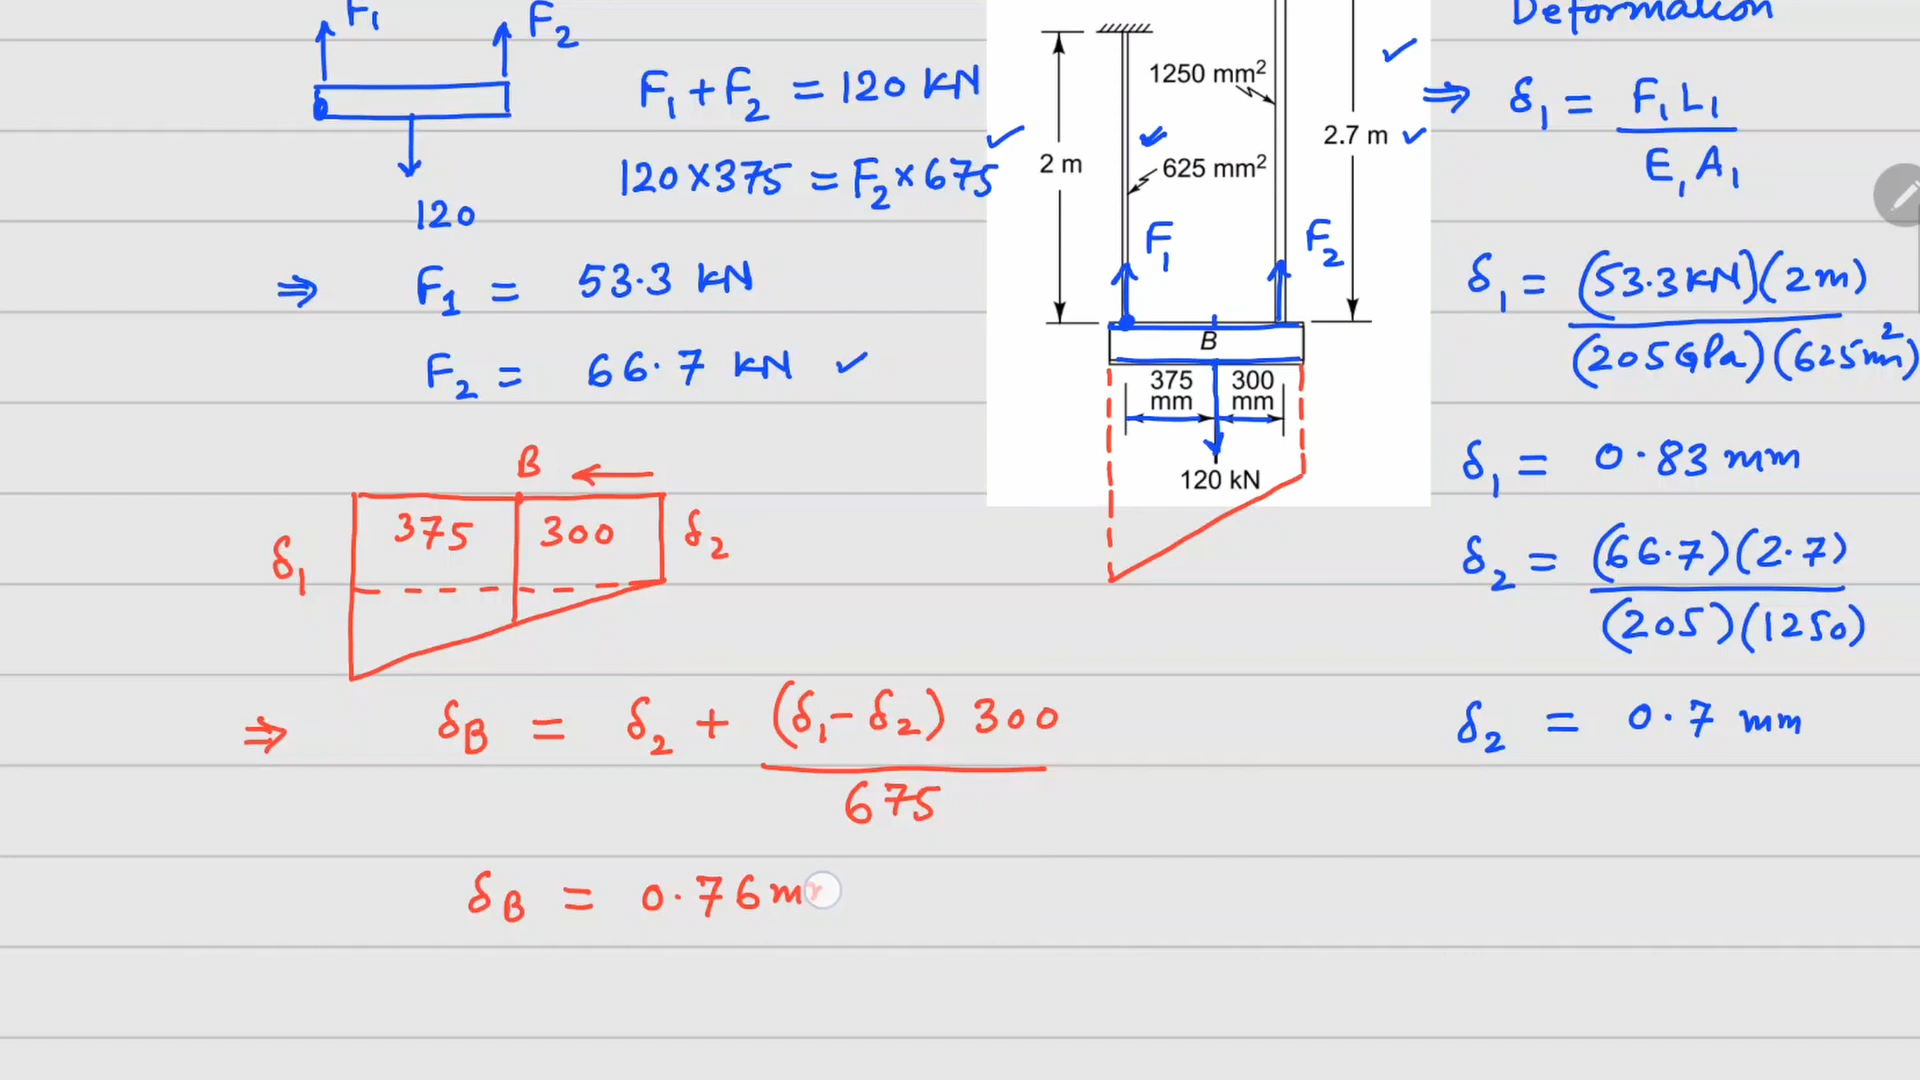 F₁ F₂
F₁ + F₂ = 120 kN
120×375 = F₂×675
120
⇒ F₁ = 53.3 kN
F₂ = 66.7 kN ✓
B
375 300
δ₁ δ₂
⇒ δB = δ₂ + (δ₁ - δ₂) 300
675
δB = 0.76 m
1250 mm²
2.7 m
2 m
625 mm²
F₁ F₂
B
375 mm
300 mm
120 kN
Deformation
⇒ δ₁ = F₁L₁
E₁A₁
δ₁ = (53.3 kN)(2m)
(205 GPa)(625 mm²)
δ₁ = 0.83 mm
δ₂ = (66.7)(2.7)
(205)(1250)
δ₂ = 0.7 mm